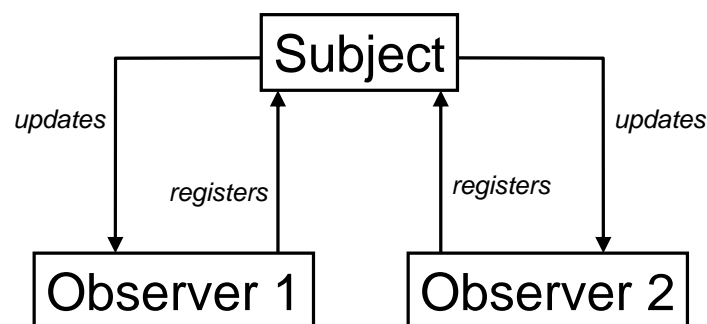 Subject
updates
updates
registers
registers
Observer 1
Observer 2